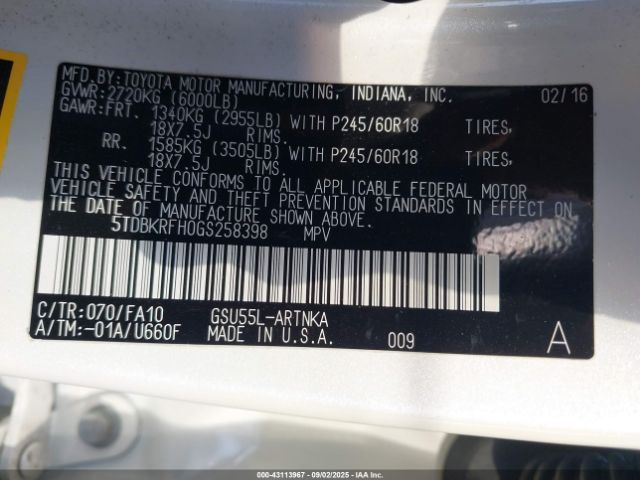 MFD.BY:TOYOTA MOTOR MANUFACTURING, INDIANA, INC. 02/16
GVWR:2720KG (6000LB)
GAWR:FRT. 1340KG (2955LB) WITH P245/60R18 TIRES,
18X7.5J RIMS.
RR. 1585KG (3505LB) WITH P245/60R18 TIRES,
18X7.5J RIMS.
THIS VEHICLE CONFORMS TO ALL APPLICABLE FEDERAL MOTOR
VEHICLE SAFETY AND THEFT PREVENTION STANDARDS IN EFFECT ON
THE DATE OF MANUFACTURE SHOWN ABOVE.
5TDBKRFH0GS258398 MPV
C/TR:070/FA10 GSU55L-ARTNKA
A/TM:-01A/U660F MADE IN U.S.A. 009 A
000-43113967 - 09/02/2025 - COPYRIGHT © IAA